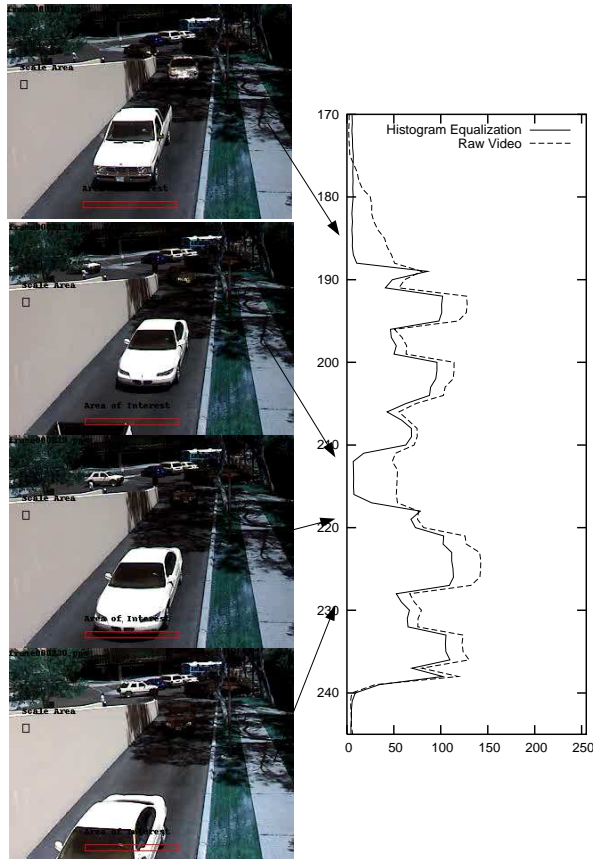 Scale Area
Area of Interest
Scale Area
Area of Interest
Scale Area
Area of Interest
Scale Area
Area of Interest
Histogram Equalization
Raw Video
170
180
190
200
210
220
230
240
0 50 100 150 200 250